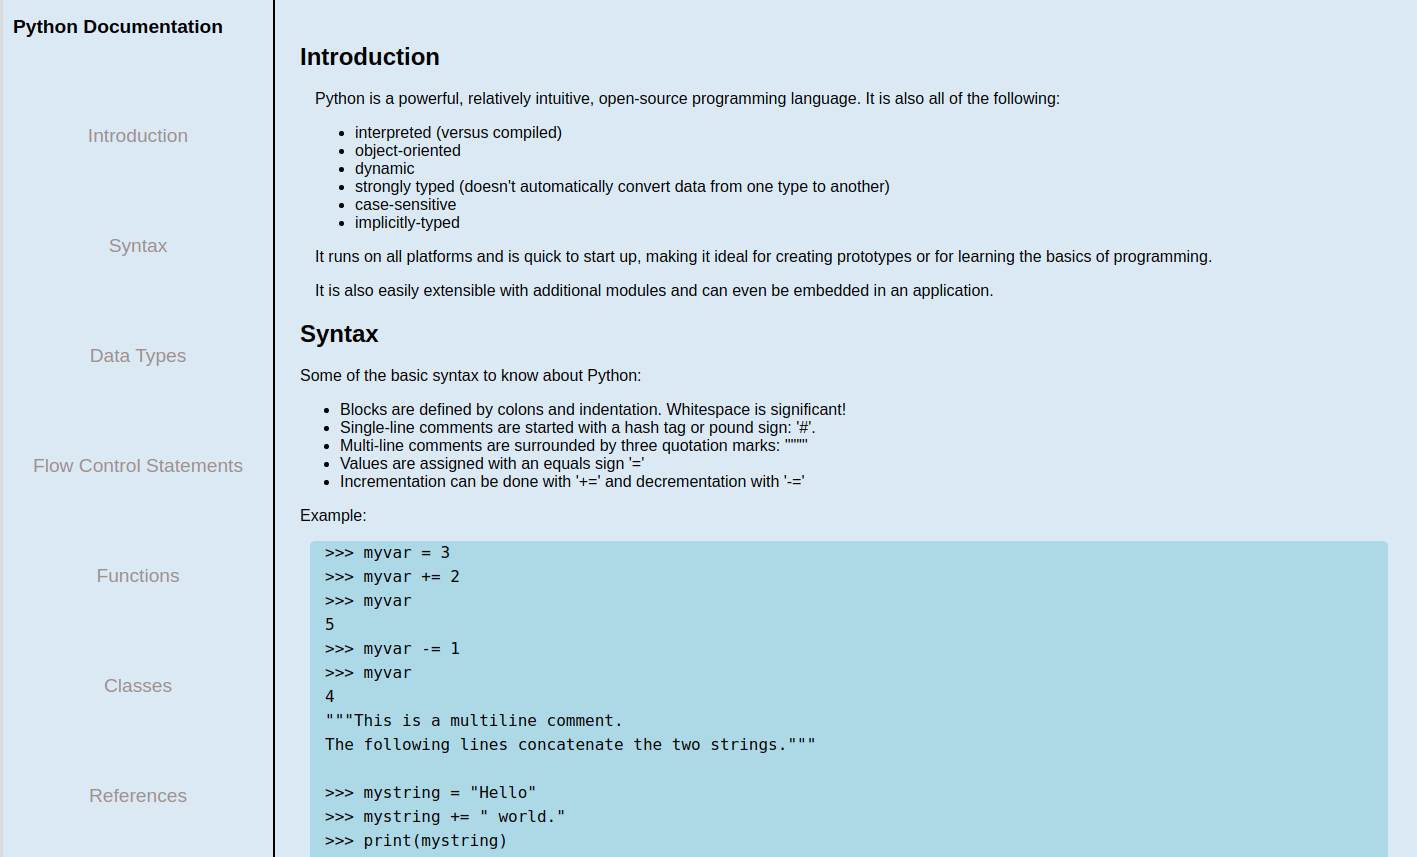 Python Documentation
Introduction
Syntax
Data Types
Flow Control Statements
Functions
Classes
References
Introduction
Python is a powerful, relatively intuitive, open-source programming language. It is also all of the following:
interpreted (versus compiled)
object-oriented
dynamic
strongly typed (doesn't automatically convert data from one type to another)
case-sensitive
implicitly-typed
It runs on all platforms and is quick to start up, making it ideal for creating prototypes or for learning the basics of programming.
It is also easily extensible with additional modules and can even be embedded in an application.
Syntax
Some of the basic syntax to know about Python:
Blocks are defined by colons and indentation. Whitespace is significant!
Single-line comments are started with a hash tag or pound sign: '#'.
Multi-line comments are surrounded by three quotation marks: """"
Values are assigned with an equals sign '='
Incrementation can be done with '+=' and decrementation with '-='
Example:
>>> myvar = 3
>>> myvar += 2
>>> myvar
5
>>> myvar -= 1
>>> myvar
4
"""This is a multiline comment.
The following lines concatenate the two strings."""
>>> mystring = "Hello"
>>> mystring += " world."
>>> print(mystring)